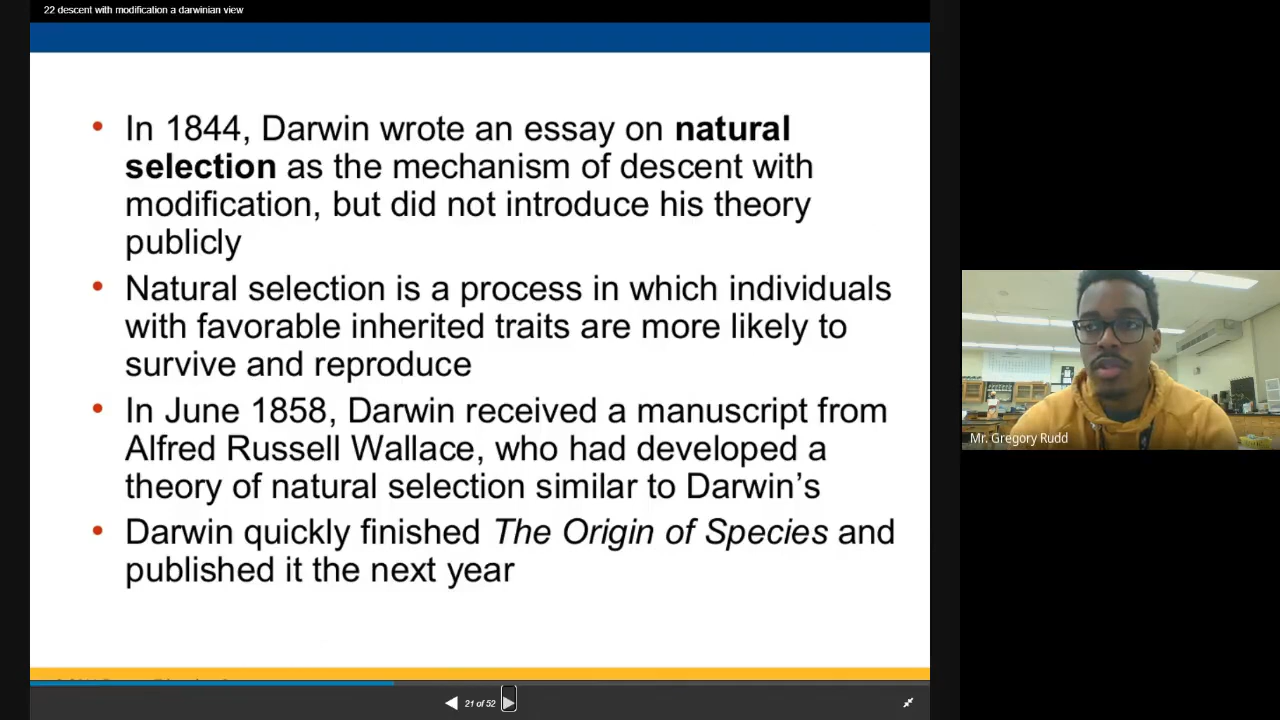 22 descent with modification a darwinian view
• In 1844, Darwin wrote an essay on natural
selection as the mechanism of descent with
modification, but did not introduce his theory
publicly
• Natural selection is a process in which individuals
with favorable inherited traits are more likely to
survive and reproduce
• In June 1858, Darwin received a manuscript from
Alfred Russell Wallace, who had developed a
theory of natural selection similar to Darwin’s
• Darwin quickly finished The Origin of Species and
published it the next year
Mr. Gregory Rudd
21 of 52